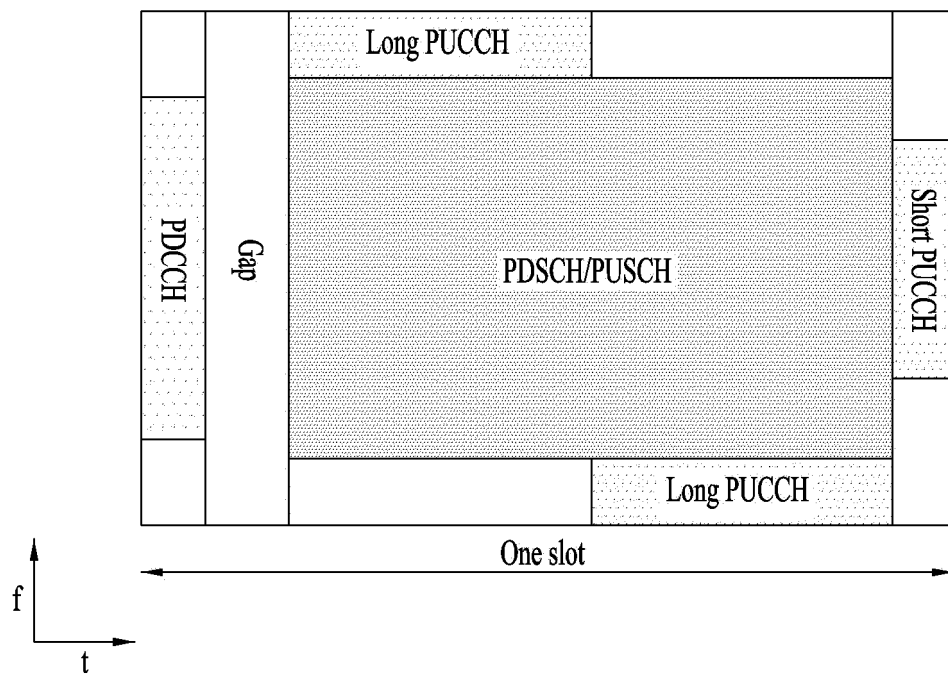 Long PUCCH
PDCCH
Gap
PDSCH/PUSCH
Short PUCCH
Long PUCCH
One slot
f
t